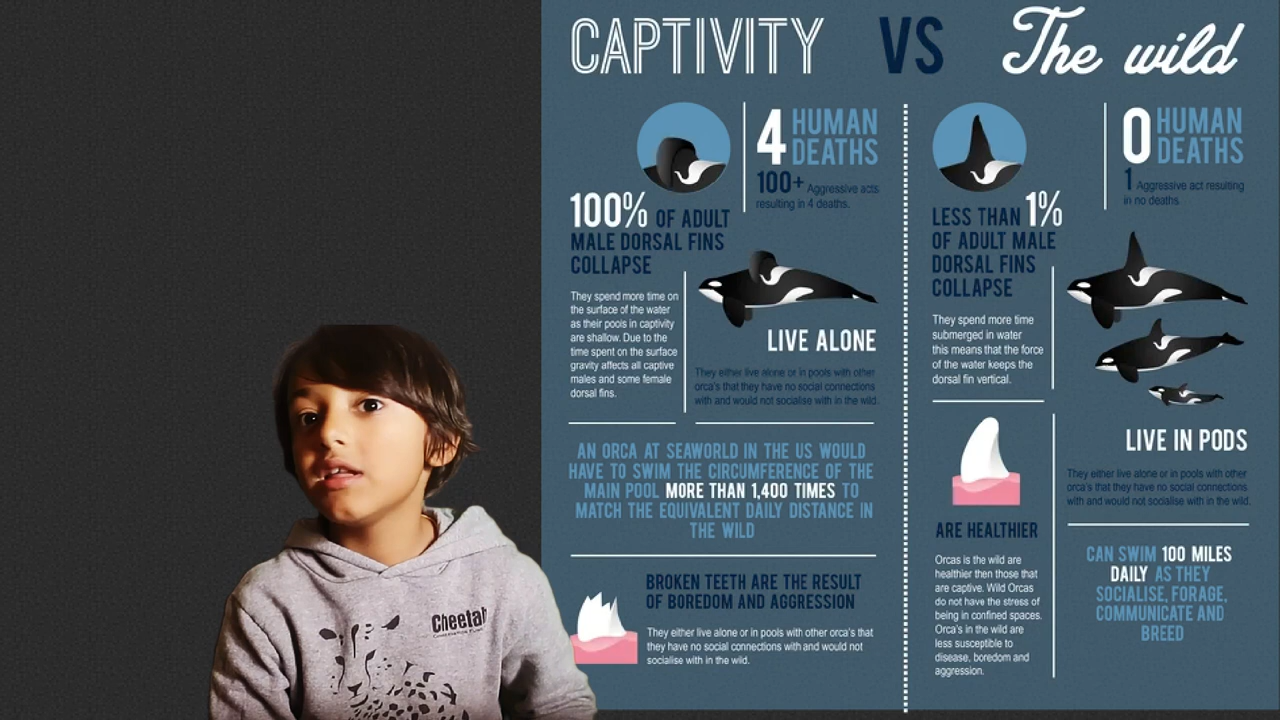 CAPTIVITY VS The wild
4 HUMAN
DEATHS
100+ Aggressive acts
resulting in 4 deaths.
100% OF ADULT
MALE DORSAL FINS
COLLAPSE
They spend more time on
the surface of the water
as their pools in captivity
are shallow. Due to the
time spent on the surface
gravity affects all captive
males and some female
dorsal fins.
LIVE ALONE
They either live alone or in pools with other
orca's that they have no social connections
with and would not socialise with in the wild.
AN ORCA AT SEAWORLD IN THE US WOULD
HAVE TO SWIM THE CIRCUMFERENCE OF THE
MAIN POOL MORE THAN 1,400 TIMES TO
MATCH THE EQUIVALENT DAILY DISTANCE IN
THE WILD
BROKEN TEETH ARE THE RESULT
OF BOREDOM AND AGGRESSION
They either live alone or in pools with other orca's that
they have no social connections with and would not
socialise with in the wild.
0 HUMAN
DEATHS
1 Aggressive act resulting
in no deaths.
LESS THAN 1%
OF ADULT MALE
DORSAL FINS
COLLAPSE
They spend more time
submerged in water
this means that the force
of the water keeps the
dorsal fin vertical.
LIVE IN PODS
They either live alone or in pools with other
orca's that they have no social connections
with and would not socialise with in the wild.
ARE HEALTHIER
Orcas is the wild are
healthier then those that
are captive. Wild Orcas
do not have the stress of
being in confined spaces.
Orca's in the wild are
less susceptible to
disease, boredom and
aggression.
CAN SWIM 100 MILES
DAILY AS THEY
SOCIALISE, FORAGE,
COMMUNICATE AND
BREED
Cheetah